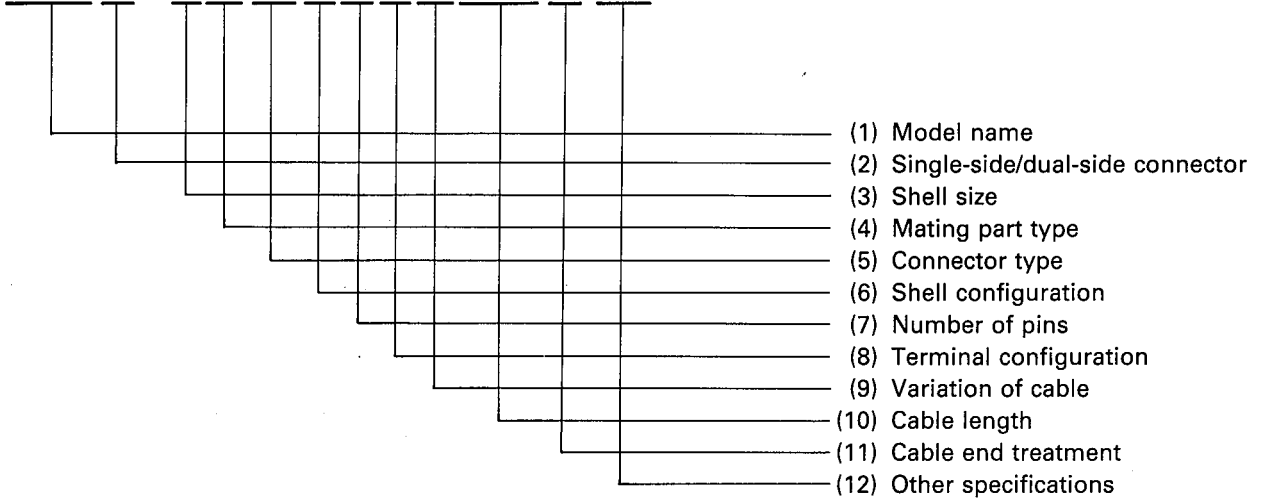 (1) Model name
(2) Single-side/dual-side connector
(3) Shell size
(4) Mating part type
(5) Connector type
(6) Shell configuration
(7) Number of pins
(8) Terminal configuration
(9) Variation of cable
(10) Cable length
(11) Cable end treatment
(12) Other specifications